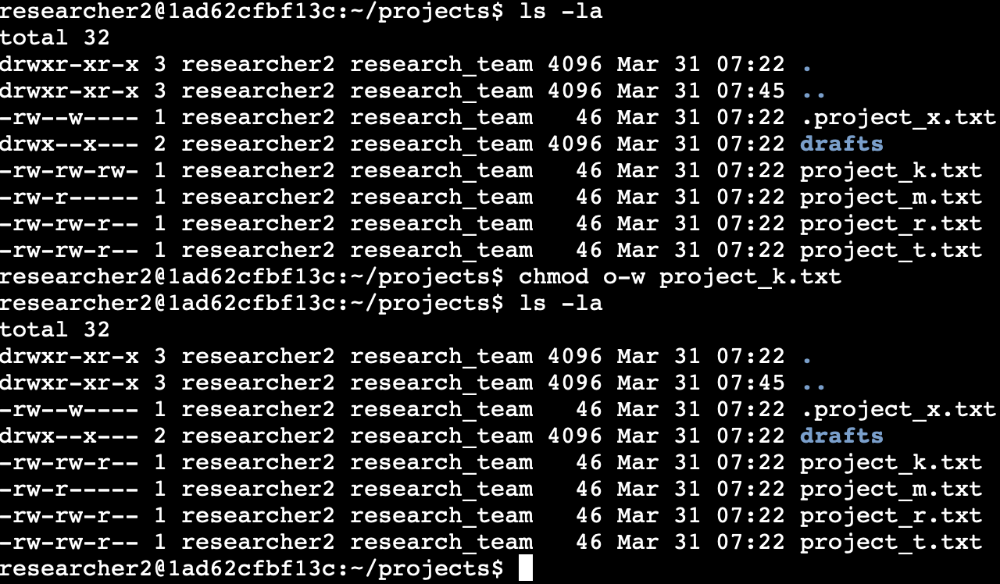 researcher2@1ad62cfbf13c:~/projects$ ls -la
total 32
drwxr-xr-x 3 researcher2 research_team 4096 Mar 31 07:22 .
drwxr-xr-x 3 researcher2 research_team 4096 Mar 31 07:45 ..
-rw--w---- 1 researcher2 research_team   46 Mar 31 07:22 .project_x.txt
drwx--x--- 2 researcher2 research_team 4096 Mar 31 07:22 drafts
-rw-rw-rw- 1 researcher2 research_team   46 Mar 31 07:22 project_k.txt
-rw-r----- 1 researcher2 research_team   46 Mar 31 07:22 project_m.txt
-rw-rw-r-- 1 researcher2 research_team   46 Mar 31 07:22 project_r.txt
-rw-rw-r-- 1 researcher2 research_team   46 Mar 31 07:22 project_t.txt
researcher2@1ad62cfbf13c:~/projects$ chmod o-w project_k.txt
researcher2@1ad62cfbf13c:~/projects$ ls -la
total 32
drwxr-xr-x 3 researcher2 research_team 4096 Mar 31 07:22 .
drwxr-xr-x 3 researcher2 research_team 4096 Mar 31 07:45 ..
-rw--w---- 1 researcher2 research_team   46 Mar 31 07:22 .project_x.txt
drwx--x--- 2 researcher2 research_team 4096 Mar 31 07:22 drafts
-rw-rw-r-- 1 researcher2 research_team   46 Mar 31 07:22 project_k.txt
-rw-r----- 1 researcher2 research_team   46 Mar 31 07:22 project_m.txt
-rw-rw-r-- 1 researcher2 research_team   46 Mar 31 07:22 project_r.txt
-rw-rw-r-- 1 researcher2 research_team   46 Mar 31 07:22 project_t.txt
researcher2@1ad62cfbf13c:~/projects$